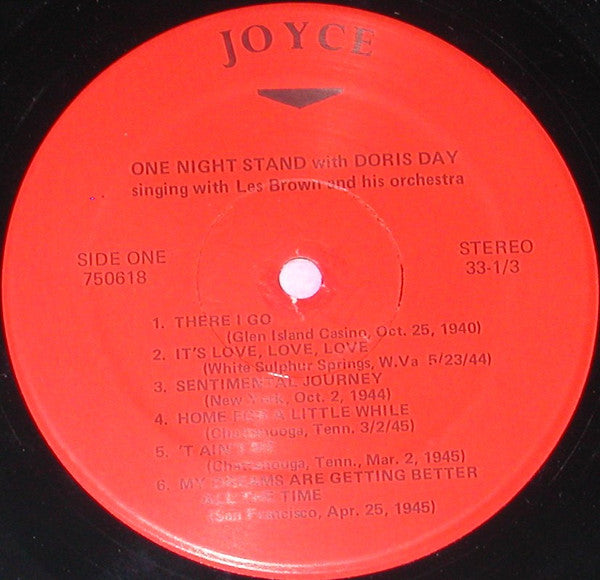 JOYCE
ONE NIGHT STAND with DORIS DAY
singing with Les Brown and his orchestra
SIDE ONE
750618
STEREO
33-1/3
1. THERE I GO
(Glen Island Casino, Oct. 25, 1940)
2. IT'S LOVE, LOVE, LOVE
(White Sulphur Springs, W.Va 5/23/44)
3. SENTIMENTAL JOURNEY
(New York, Oct. 2, 1944)
4. HOME FOR A LITTLE WHILE
(Chattanooga, Tenn. 3/2/45)
5. 'T AIN'T ME
(Chattanooga, Tenn., Mar. 2, 1945)
6. MY DREAMS ARE GETTING BETTER
ALL THE TIME
(San Francisco, Apr. 25, 1945)